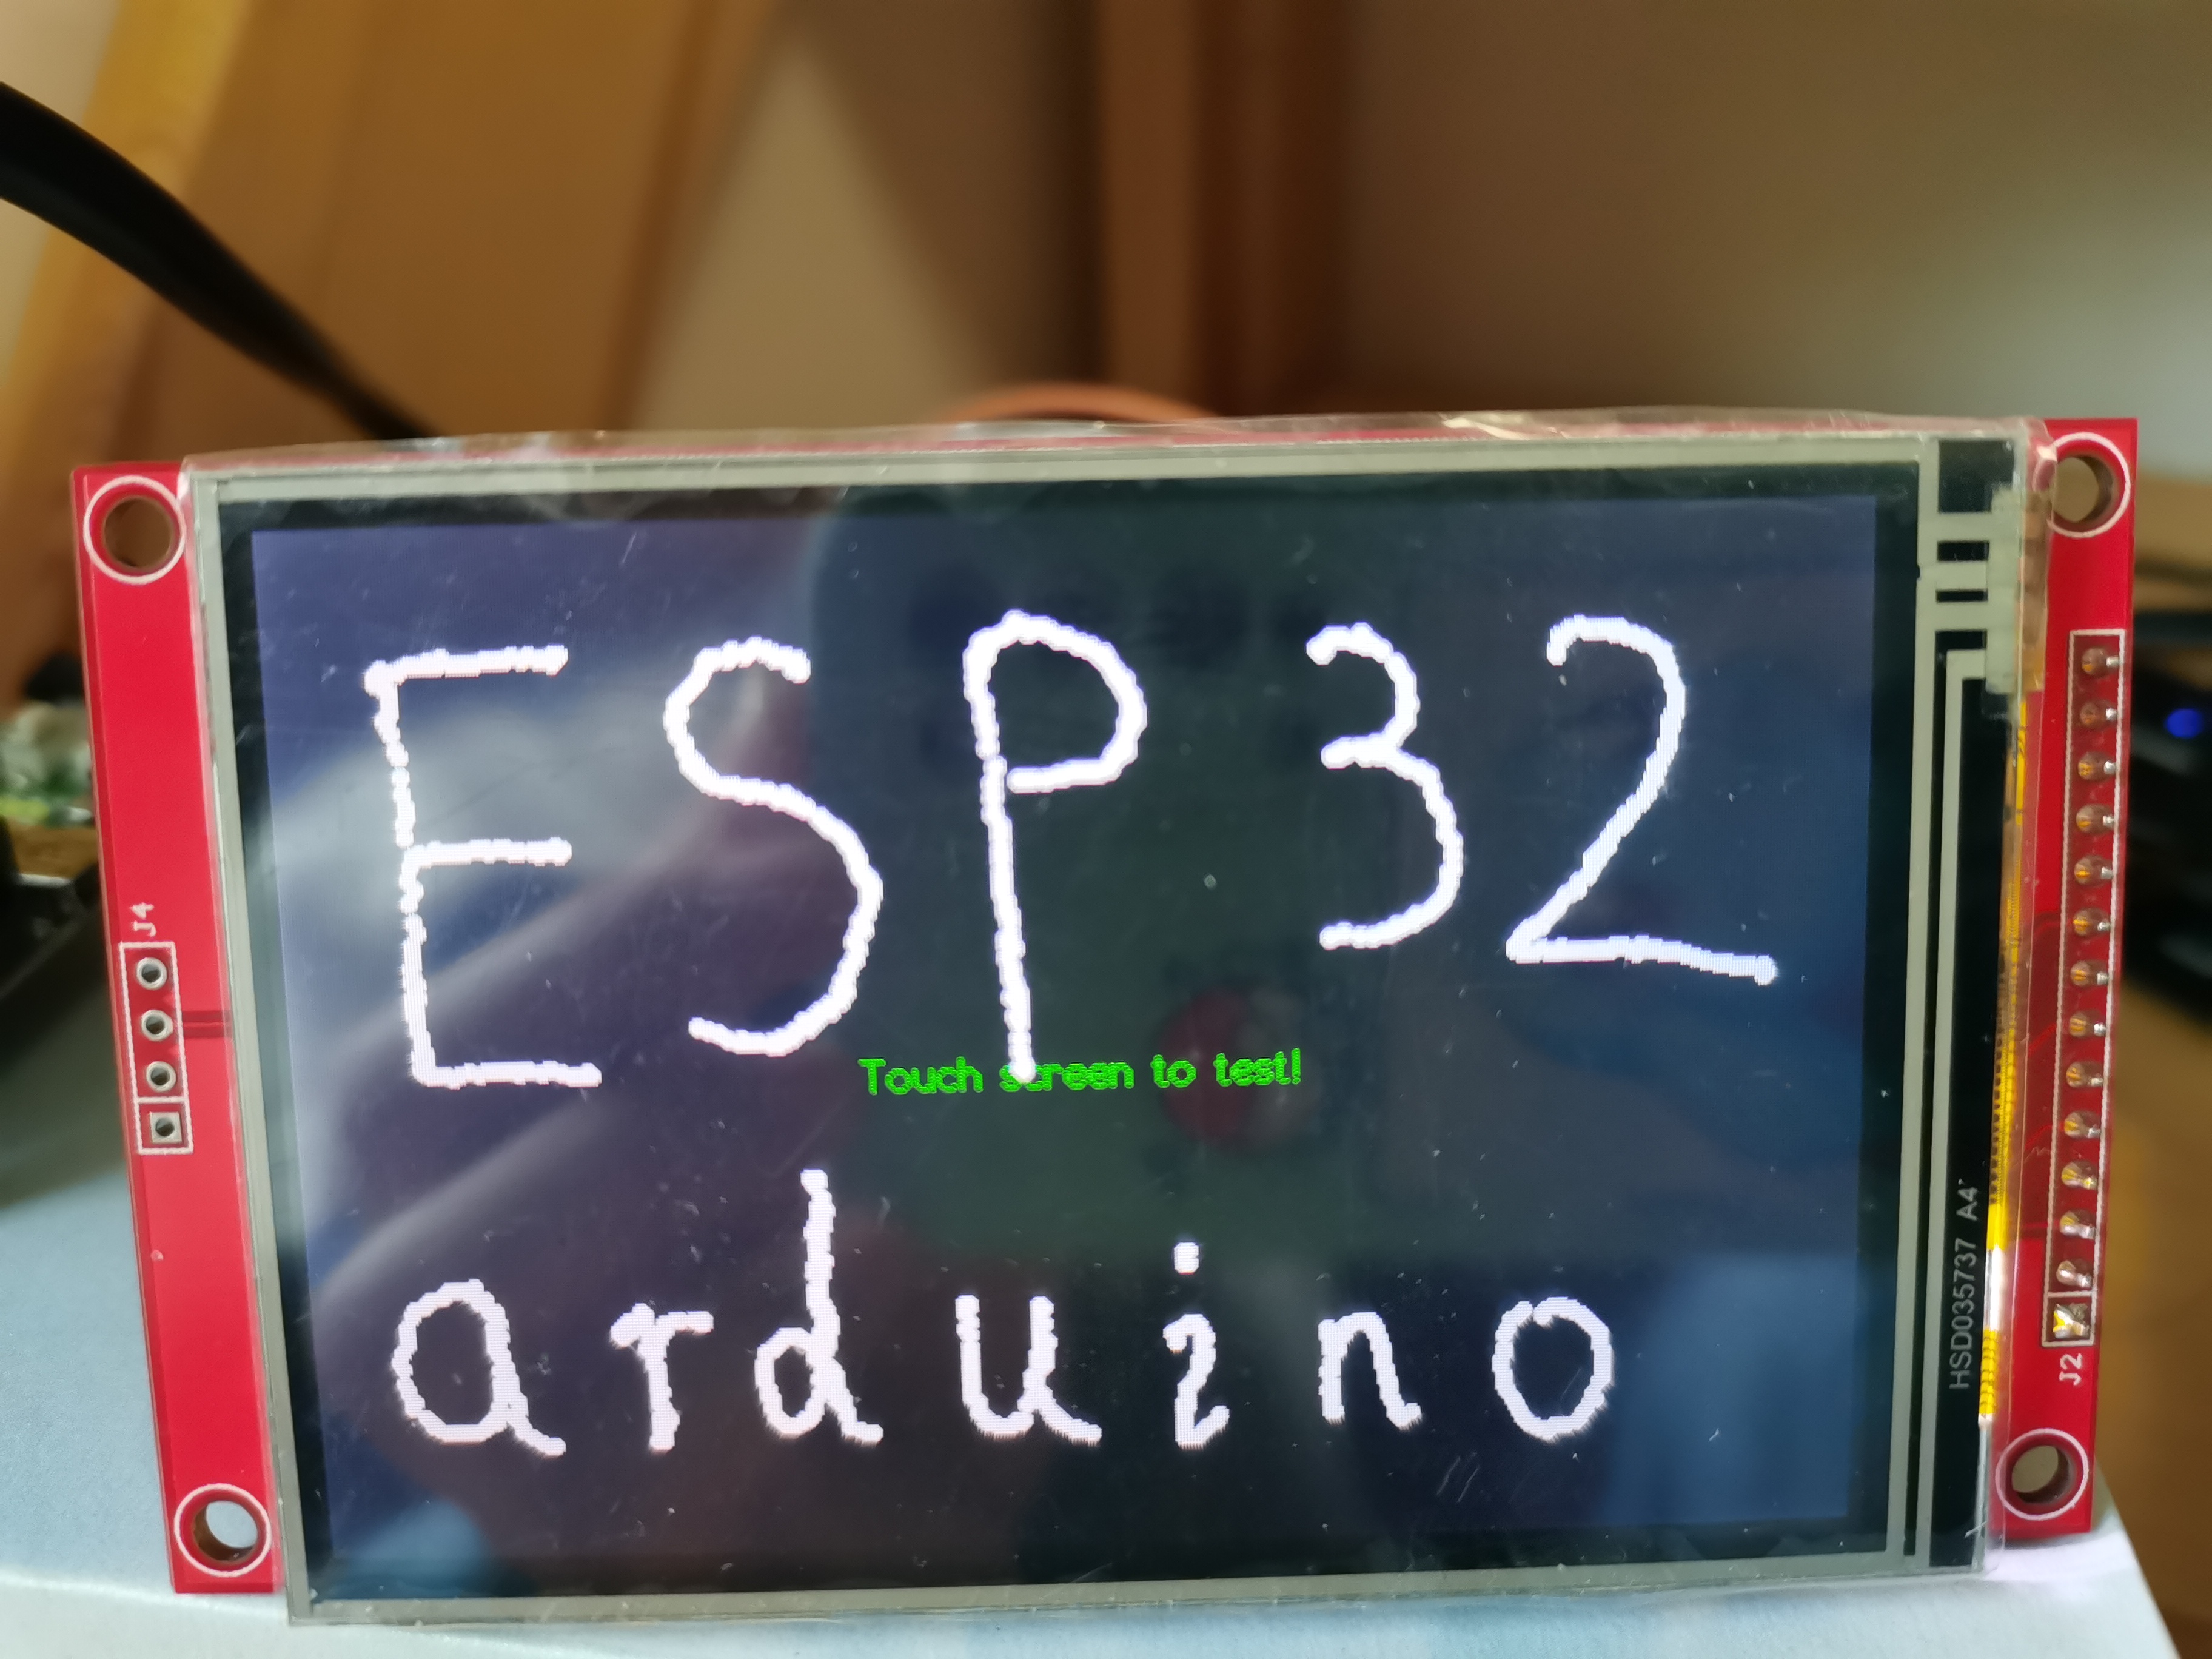 ESP32
Touch screen to test!
arduino
J4
J2
HSD035737 A4